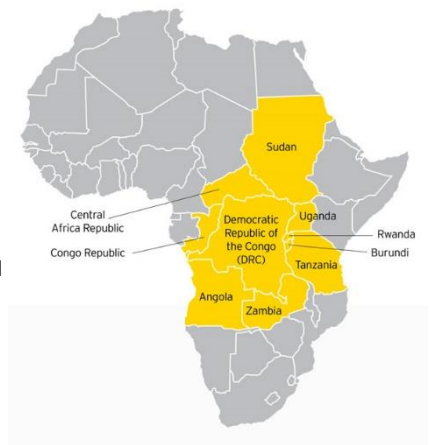 Sudan
Central
Africa Republic
Congo Republic
Democratic
Republic of
the Congo
(DRC)
Uganda
Rwanda
Burundi
Tanzania
Angola
Zambia